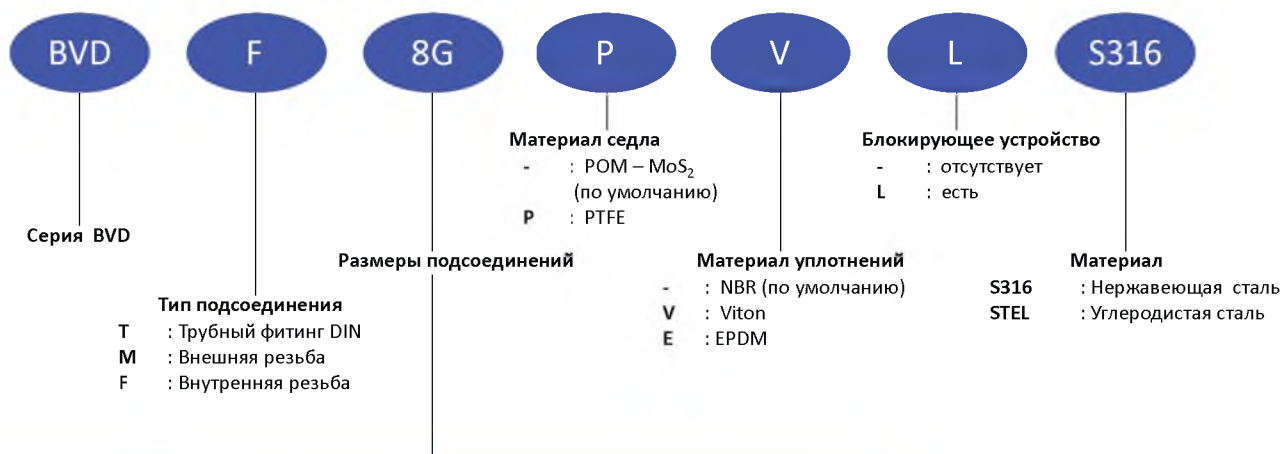 BVD F 8G P V L S316
Материал седла
- : POM – MoS₂
(по умолчанию)
P : PTFE
Блокирующее устройство
- : отсутствует
L : есть
Серия BVD
Размеры подсоединений
Материал уплотнений
- : NBR (по умолчанию)
V : Viton
E : EPDM
Материал
S316 : Нержавеющая сталь
STEL : Углеродистая сталь
Тип подсоединения
T : Трубный фитинг DIN
M : Внешняя резьба
F : Внутренняя резьба